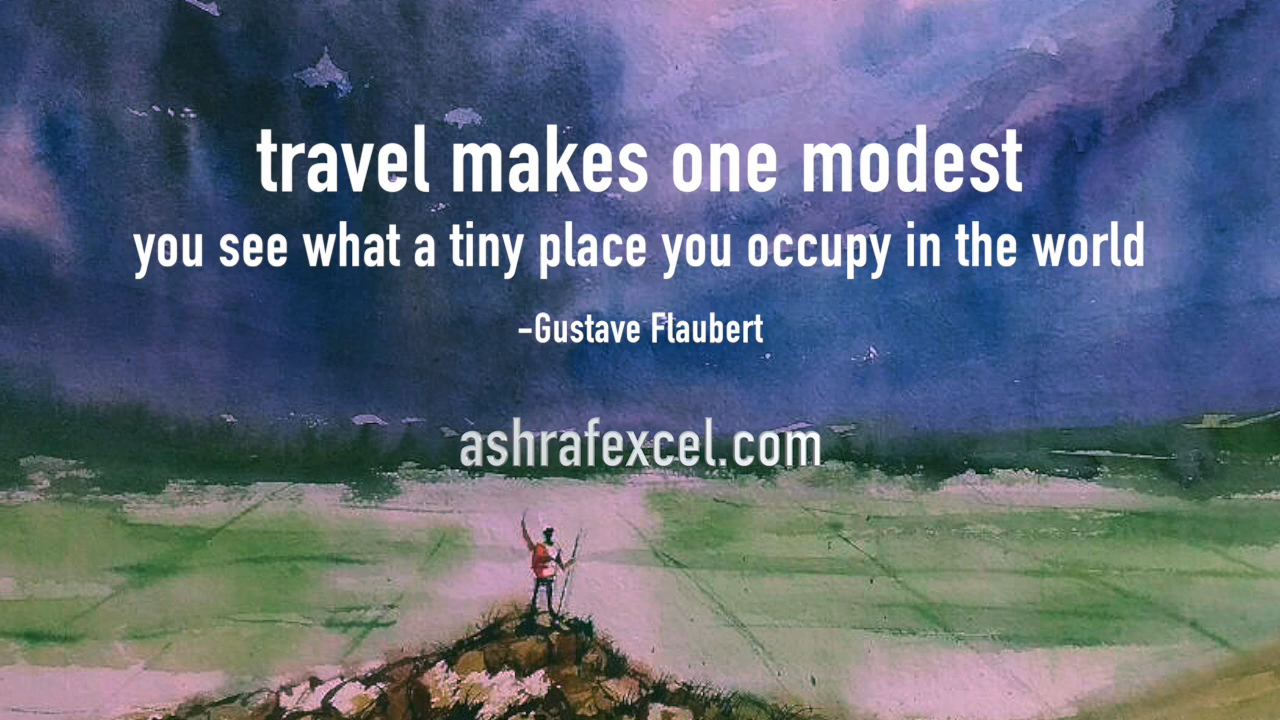 travel makes one modest
you see what a tiny place you occupy in the world
-Gustave Flaubert
ashrafexcel.com